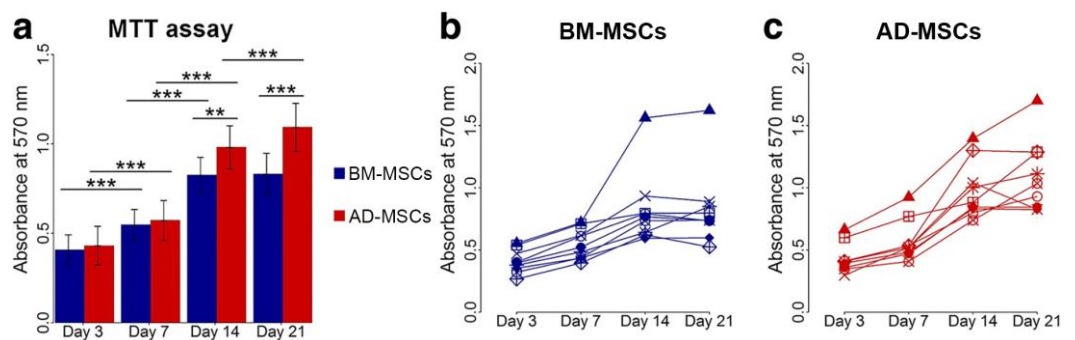 a MTT assay
Absorbance at 570 nm
1.5
1.0
0.5
0.0
***
***
***
***
**
***
***
Day 3 Day 7 Day 14 Day 21
BM-MSCs
AD-MSCs
b BM-MSCs
Absorbance at 570 nm
2.0
1.5
1.0
0.5
0.0
Day 3 Day 7 Day 14 Day 21
c AD-MSCs
Absorbance at 570 nm
2.0
1.5
1.0
0.5
0.0
Day 3 Day 7 Day 14 Day 21